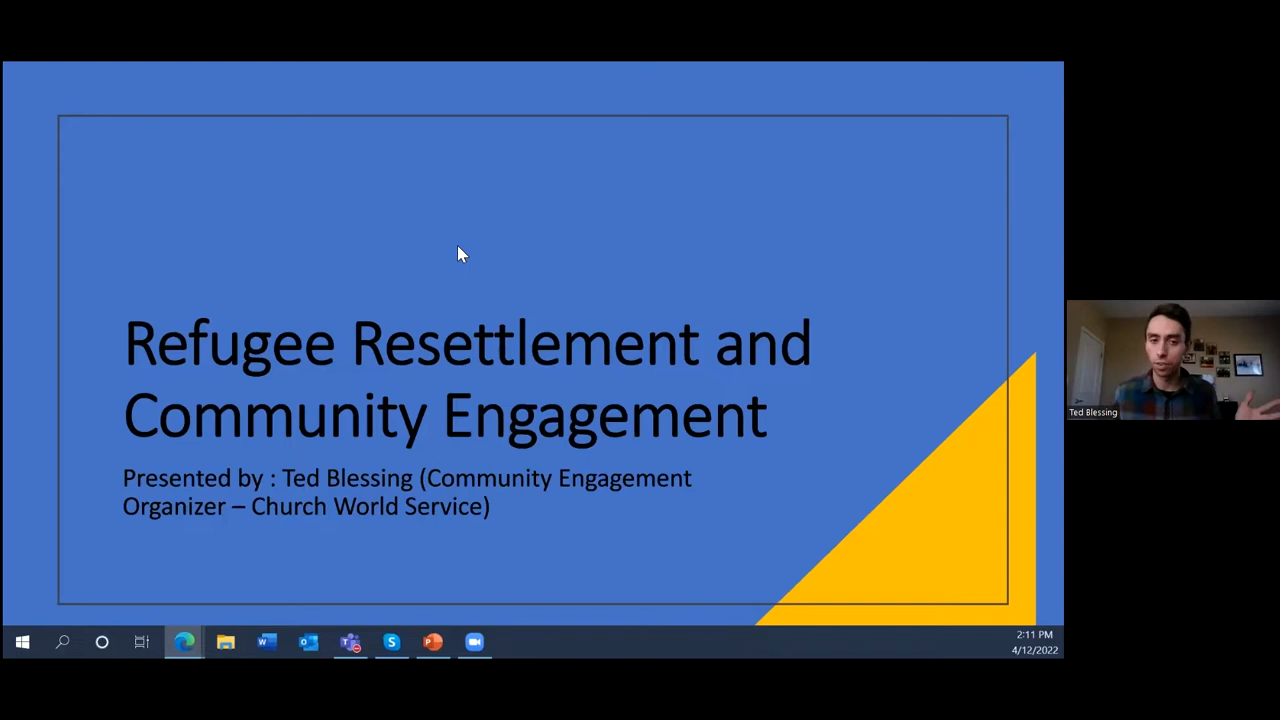 Refugee Resettlement and
Community Engagement
Presented by : Ted Blessing (Community Engagement
Organizer – Church World Service)
Ted Blessing
2:11 PM
4/12/2022